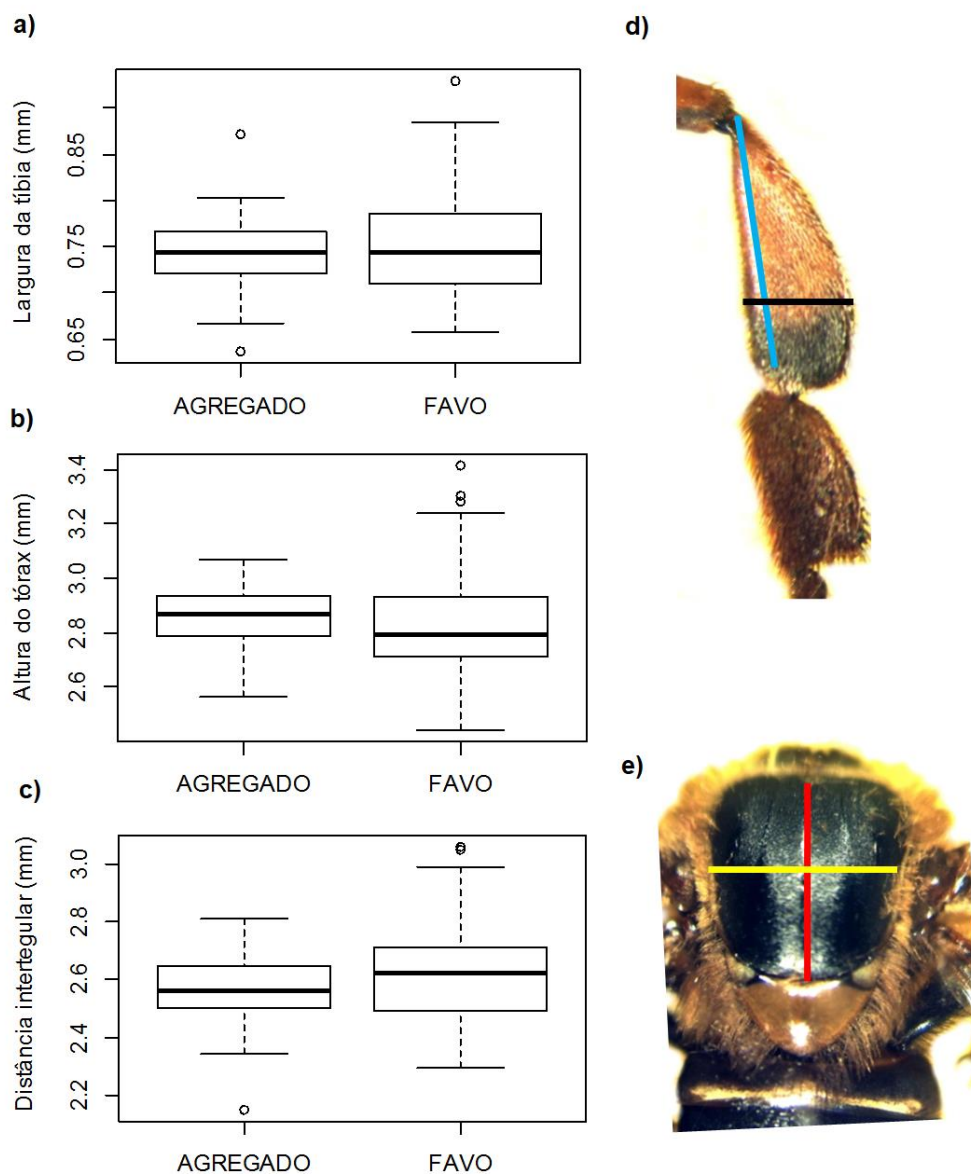 a)
Largura da tíbia (mm)
0.85
0.75
0.65
AGREGADO FAVO
b)
Altura do tórax (mm)
3.4
3.2
3.0
2.8
2.6
AGREGADO FAVO
c)
Distância intertegular (mm)
3.0
2.8
2.6
2.4
2.2
AGREGADO FAVO
d)
e)